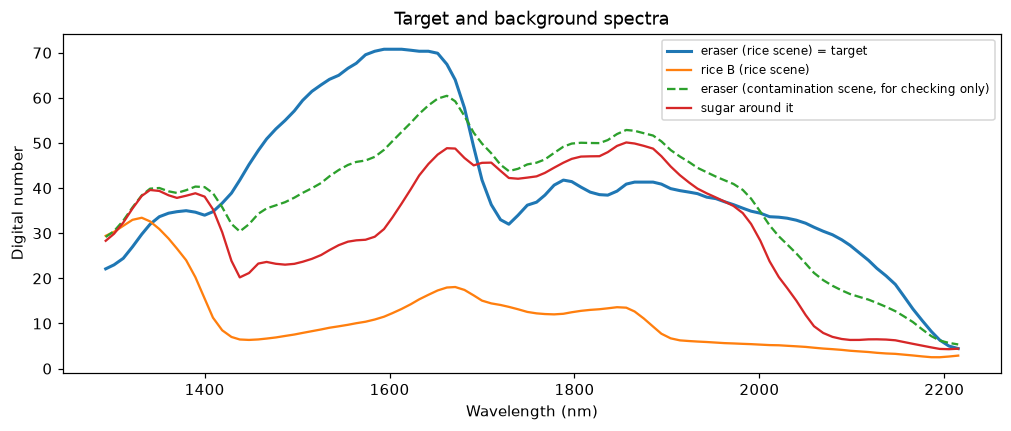 Target and background spectra
eraser (rice scene) = target
rice B (rice scene)
eraser (contamination scene, for checking only)
sugar around it
Digital number
70
60
50
40
30
20
10
0
1400
1600
1800
2000
2200
Wavelength (nm)